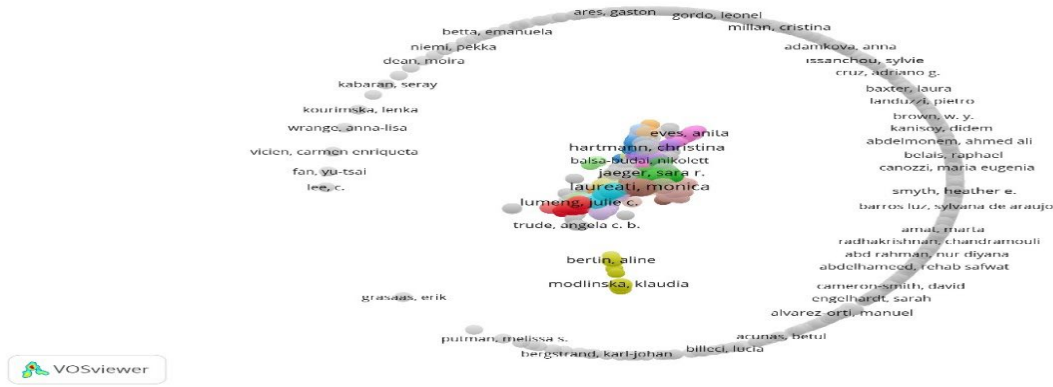 ares, gaston
gordo, leonel
millan, cristina
betta, emanuela
niemi, pekka
adamkova, anna
dean, moira
issanchou, sylvie
cruz, adriano g.
kabaran, seray
baxter, laura
landuzzi, pietro
kourimska, lenka
brown, w. y.
wrange, anna-lisa
kanisoy, didem
eves, anita
abdelmonem, ahmed ali
hartmann, christina
vicien, carmen enriqueta
belais, raphael
balsa-budai, nikolett
canozzi, maria eugenia
fan, yu-tsai
jaeger, sara r.
lee, c.
laureati, monica
smyth, heather e.
lumeng, julie c.
barros luz, sylvana de araujo
trude, angela c. b.
amat, marta
radhakrishnan, chandramouli
abd rahman, nur diyana
bertin, aline
abdelhameed, rehab safwat
modlinska, klaudia
cameron-smith, david
grasaas, erik
engelhardt, sarah
alvarez-orti, manuel
putman, melissa s.
acunas, betul
billeci, lucia
bergstrand, karl-johan
VOSviewer